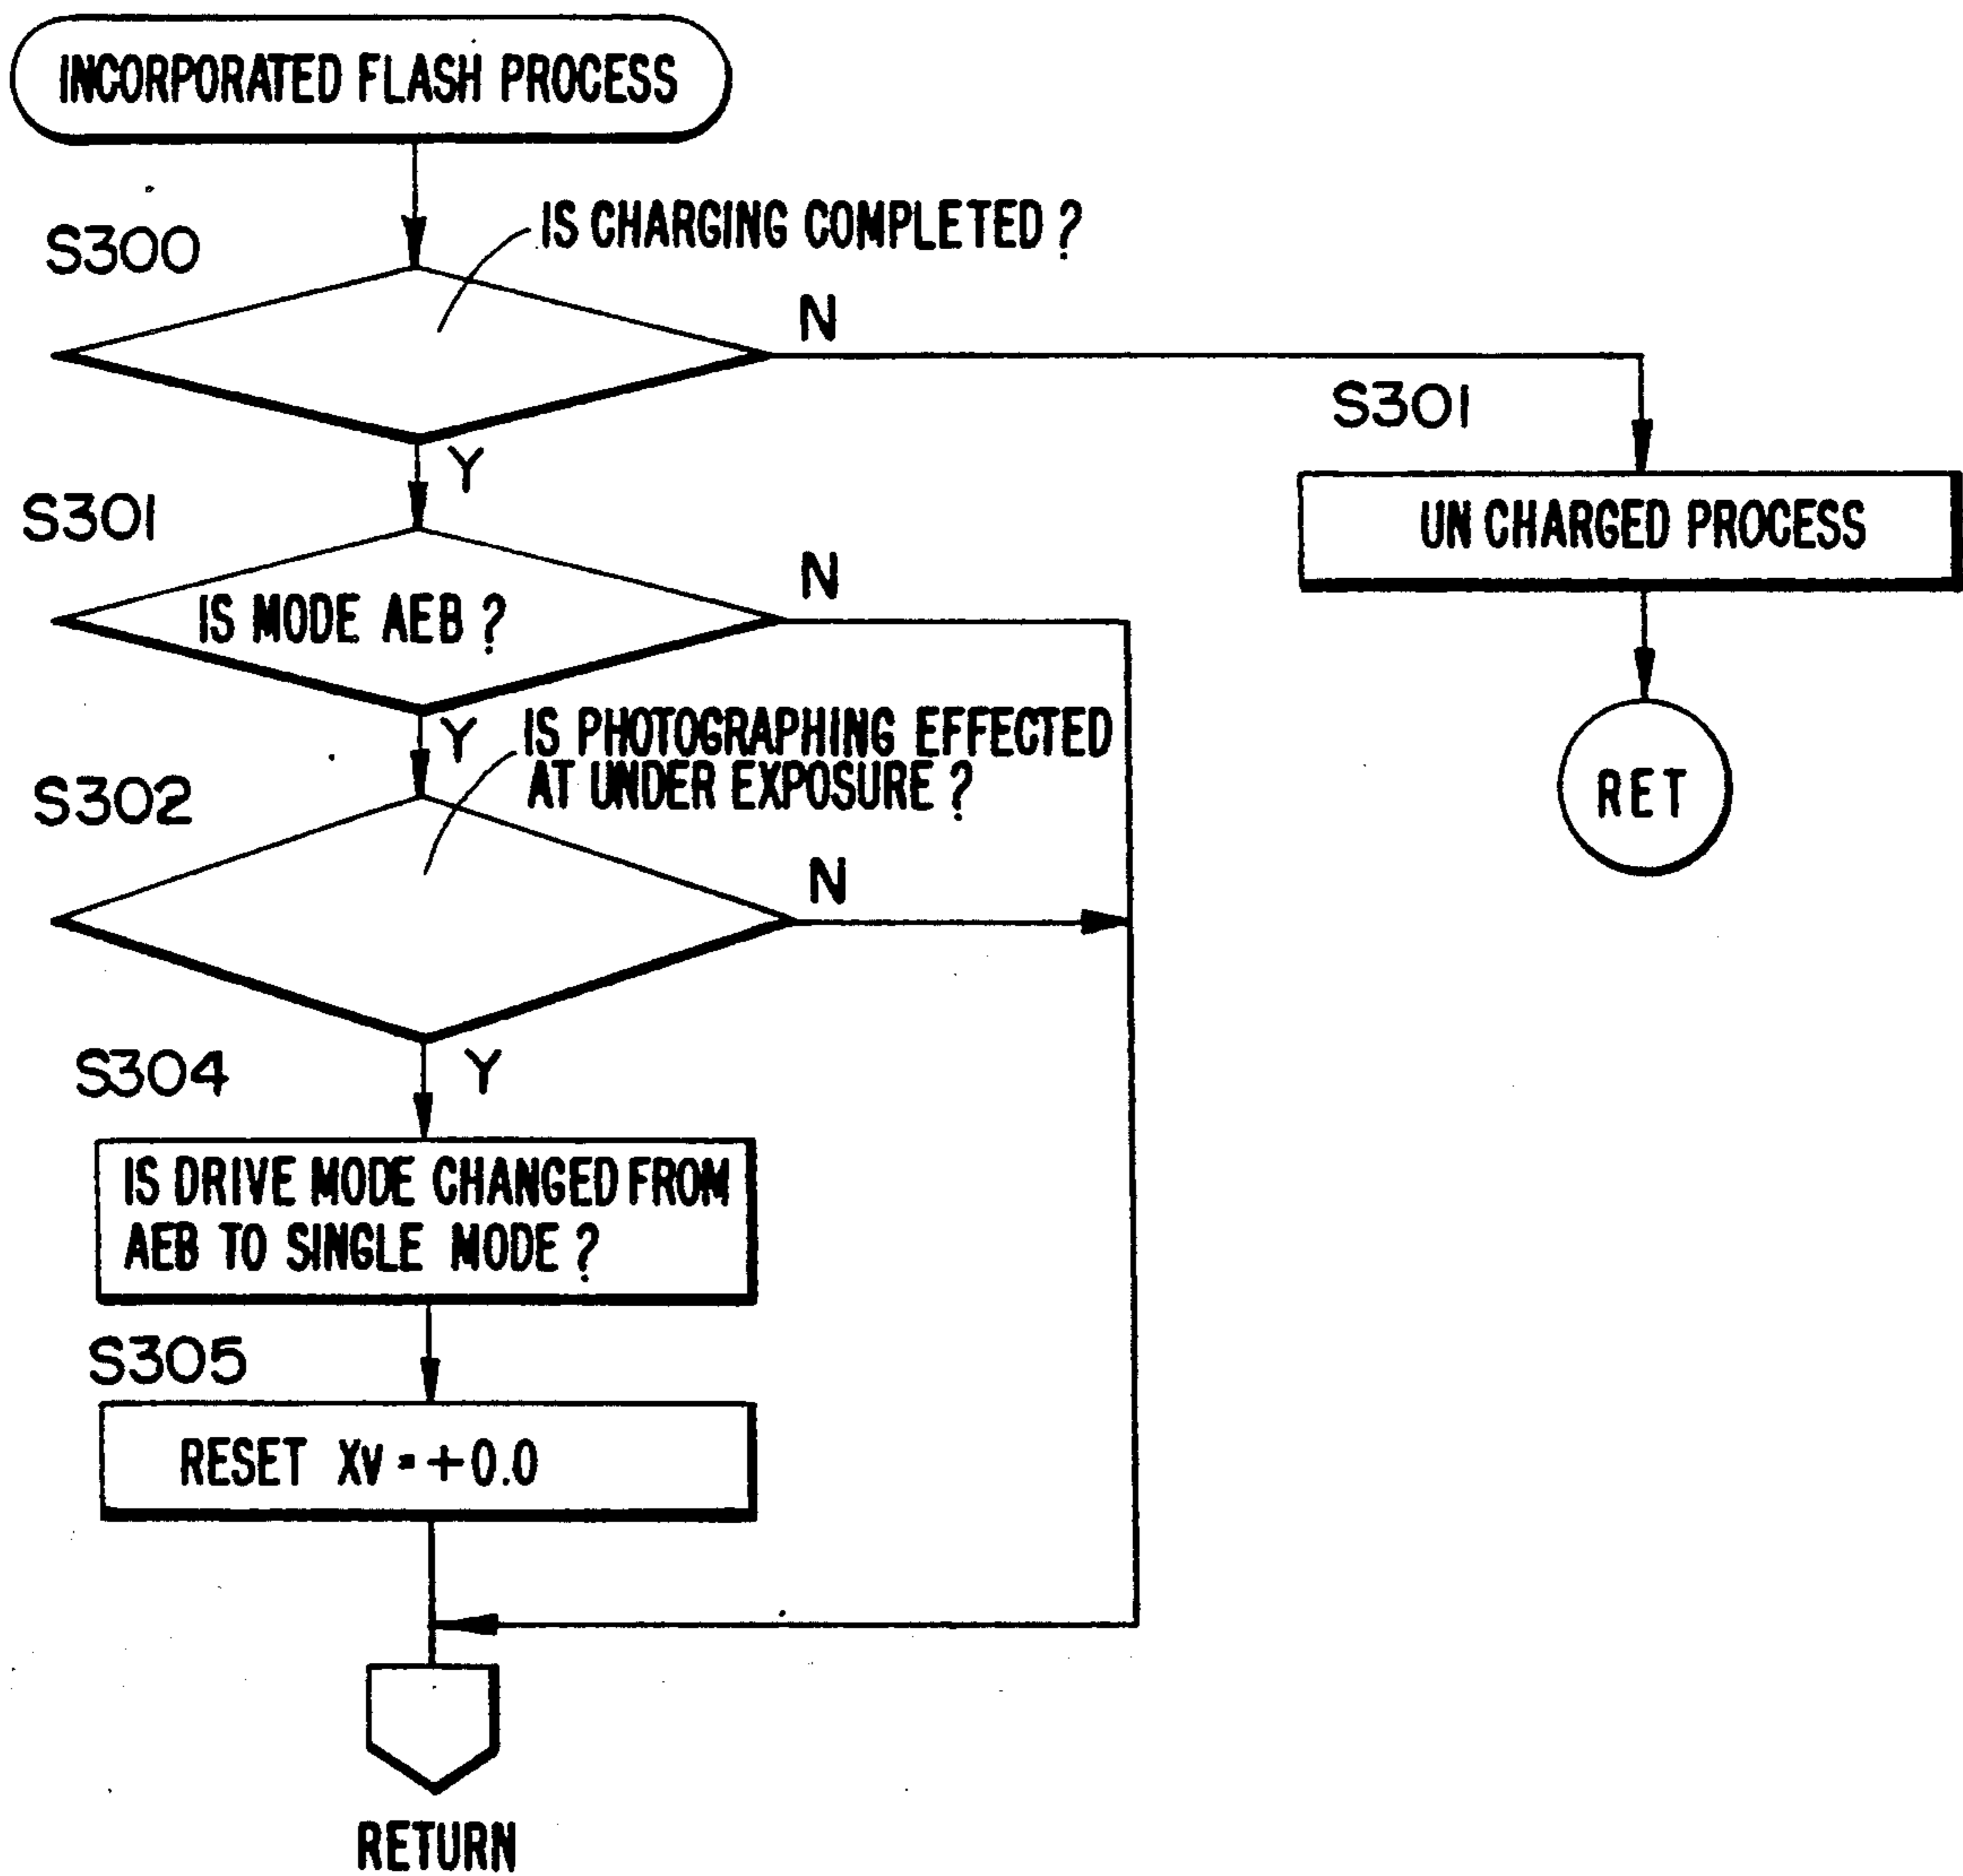 INCORPORATED FLASH PROCESS
S300
IS CHARGING COMPLETED ?
N
Y
S301
UN CHARGED PROCESS
RET
S301
IS MODE AEB ?
N
Y
S302
IS PHOTOGRAPHING EFFECTED
AT UNDER EXPOSURE ?
N
Y
S304
IS DRIVE MODE CHANGED FROM
AEB TO SINGLE MODE ?
S305
RESET XV = +0.0
RETURN